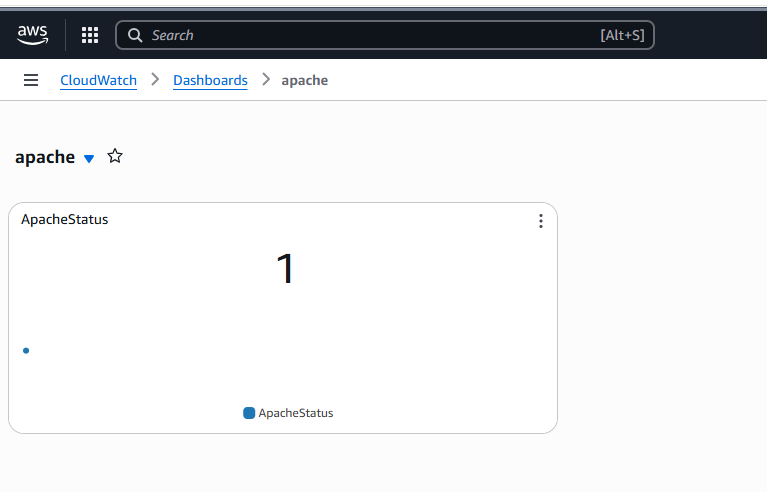 aws
Search [Alt+S]
CloudWatch Dashboards apache
apache
ApacheStatus
1
ApacheStatus